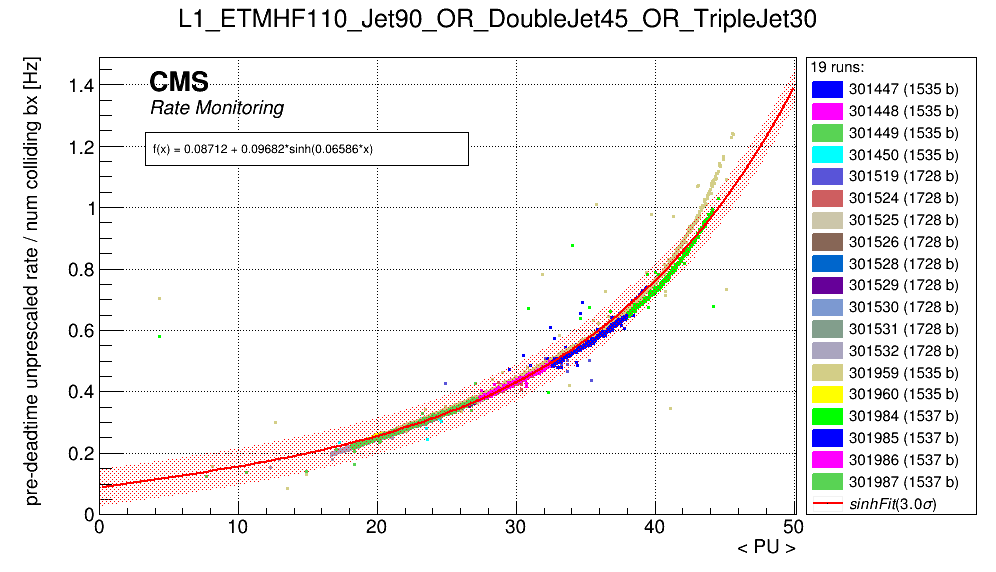 L1_ETMHF110_Jet90_OR_DoubleJet45_OR_TripleJet30
pre-deadtime unprescaled rate / num colliding bx [Hz]
CMS
Rate Monitoring
f(x) = 0.08712 + 0.09682*sinh(0.06586*x)
1.4
1.2
1
0.8
0.6
0.4
0.2
0
0 10 20 30 40 50
< PU >
19 runs:
301447 (1535 b)
301448 (1535 b)
301449 (1535 b)
301450 (1535 b)
301519 (1728 b)
301524 (1728 b)
301525 (1728 b)
301526 (1728 b)
301528 (1728 b)
301529 (1728 b)
301530 (1728 b)
301531 (1728 b)
301532 (1728 b)
301959 (1535 b)
301960 (1535 b)
301984 (1537 b)
301985 (1537 b)
301986 (1537 b)
301987 (1537 b)
sinhFit(3.0σ)